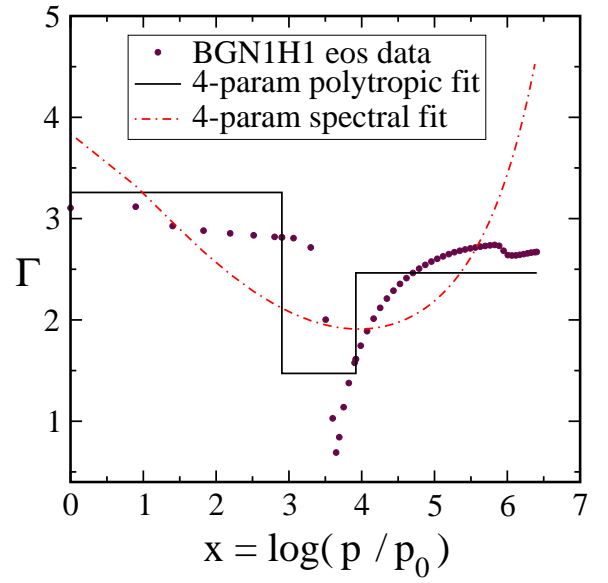 5
4
3
2
1
Γ
BGN1H1 eos data
4-param polytropic fit
4-param spectral fit
0 1 2 3 4 5 6 7
x = log( p / p₀ )